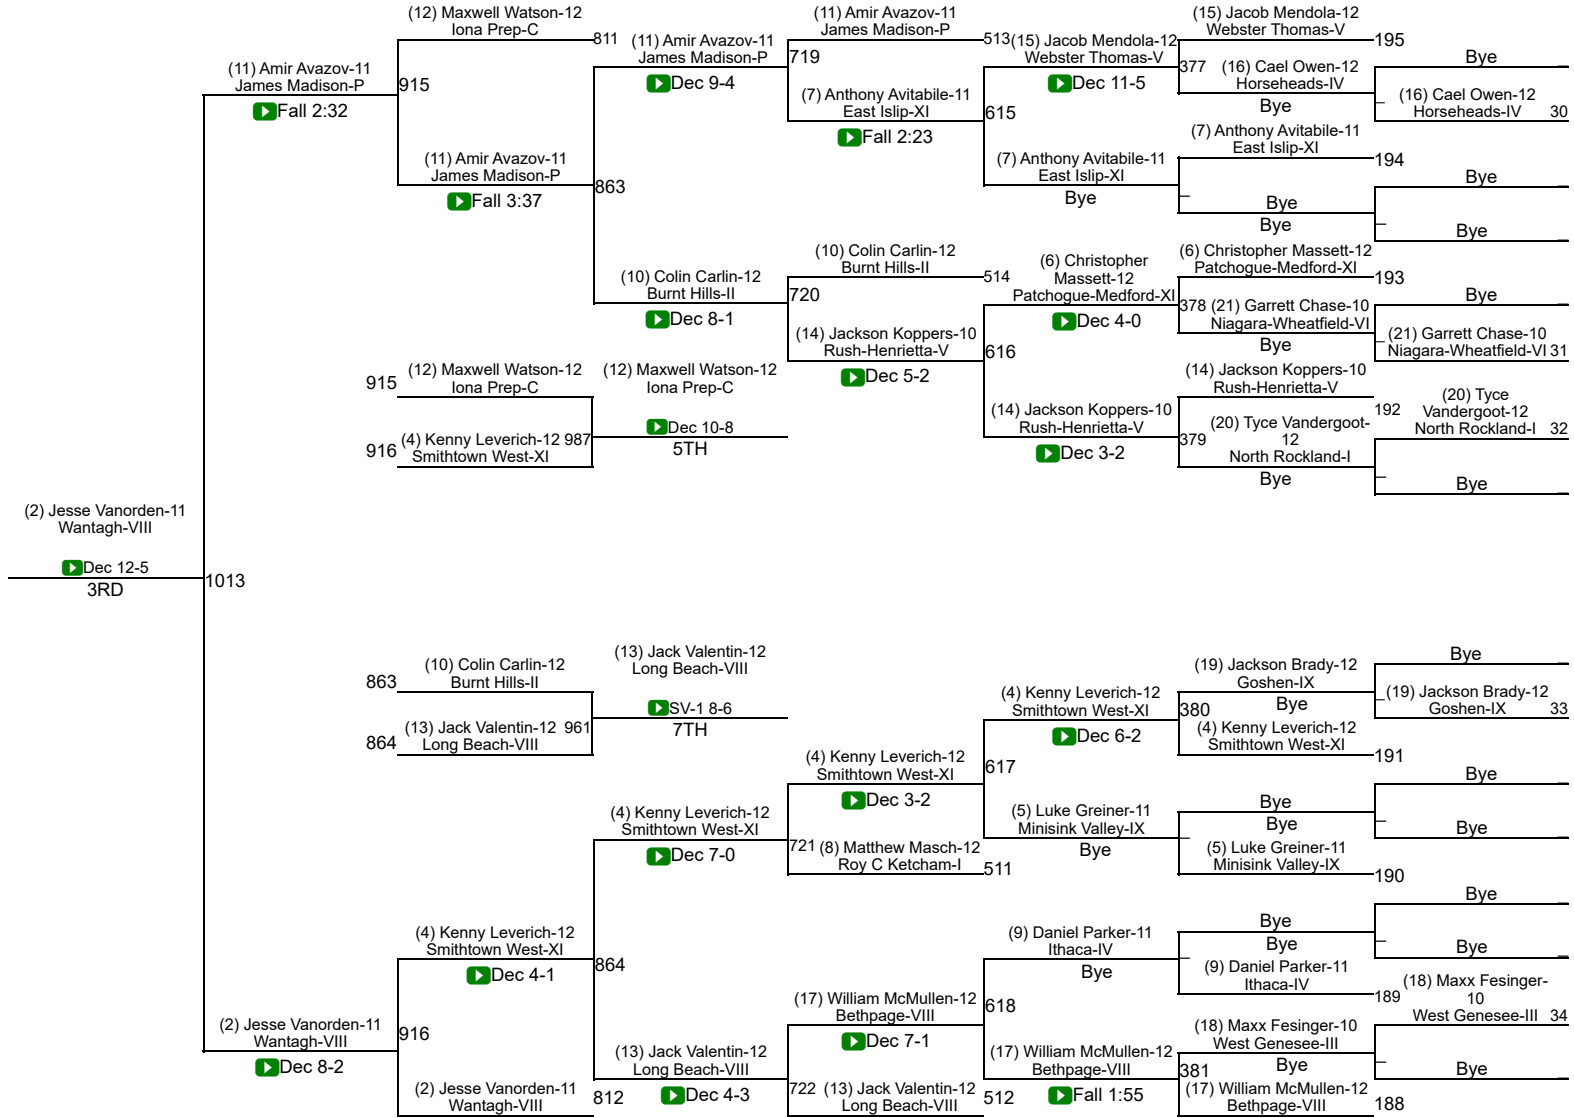 (12) Maxwell Watson-12
Iona Prep-C
811
(11) Amir Avazov-11
James Madison-P
Fall 2:32
915
(11) Amir Avazov-11
James Madison-P
Fall 3:37
(11) Amir Avazov-11
James Madison-P
Dec 9-4
863
(10) Colin Carlin-12
Burnt Hills-II
Dec 8-1
(11) Amir Avazov-11
James Madison-P
513
719
(7) Anthony Avitabile-11
East Islip-XI
Fall 2:23
(10) Colin Carlin-12
Burnt Hills-II
514
720
(14) Jackson Koppers-10
Rush-Henrietta-V
Dec 5-2
(15) Jacob Mendola-12
Webster Thomas-V
Dec 11-5
615
(7) Anthony Avitabile-11
East Islip-XI
Bye
(6) Christopher
Massett-12
Patchogue-Medford-XI
Dec 4-0
616
(14) Jackson Koppers-10
Rush-Henrietta-V
Dec 3-2
(15) Jacob Mendola-12
Webster Thomas-V
195
377
(16) Cael Owen-12
Horseheads-IV
Bye
(7) Anthony Avitabile-11
East Islip-XI
194
Bye
Bye
(6) Christopher Massett-12
Patchogue-Medford-XI
193
378
(21) Garrett Chase-10
Niagara-Wheatfield-VI
Bye
(14) Jackson Koppers-10
Rush-Henrietta-V
192
379
(20) Tyce Vandergoot-
12
North Rockland-I
Bye
Bye
(16) Cael Owen-12
Horseheads-IV
30
Bye
Bye
Bye
(21) Garrett Chase-10
Niagara-Wheatfield-VI
31
(20) Tyce
Vandergoot-12
North Rockland-I
32
Bye
915
(12) Maxwell Watson-12
Iona Prep-C
916
(4) Kenny Leverich-12
Smithtown West-XI
987
(12) Maxwell Watson-12
Iona Prep-C
Dec 10-8
5TH
(2) Jesse Vanorden-11
Wantagh-VIII
Dec 12-5
3RD
1013
863
(10) Colin Carlin-12
Burnt Hills-II
864
(13) Jack Valentin-12
Long Beach-VIII
961
(13) Jack Valentin-12
Long Beach-VIII
SV-1 8-6
7TH
(2) Jesse Vanorden-11
Wantagh-VIII
Dec 8-2
(4) Kenny Leverich-12
Smithtown West-XI
Dec 4-1
916
(2) Jesse Vanorden-11
Wantagh-VIII
812
(4) Kenny Leverich-12
Smithtown West-XI
Dec 7-0
864
(13) Jack Valentin-12
Long Beach-VIII
Dec 4-3
(4) Kenny Leverich-12
Smithtown West-XI
Dec 3-2
721
(8) Matthew Masch-12
Roy C Ketcham-I
511
(17) William McMullen-12
Bethpage-VIII
Dec 7-1
722
(13) Jack Valentin-12
Long Beach-VIII
512
(4) Kenny Leverich-12
Smithtown West-XI
Dec 6-2
617
(5) Luke Greiner-11
Minisink Valley-IX
Bye
(9) Daniel Parker-11
Ithaca-IV
Bye
618
(17) William McMullen-12
Bethpage-VIII
Fall 1:55
(19) Jackson Brady-12
Goshen-IX
Bye
380
(4) Kenny Leverich-12
Smithtown West-XI
191
Bye
Bye
(5) Luke Greiner-11
Minisink Valley-IX
190
Bye
Bye
(9) Daniel Parker-11
Ithaca-IV
189
(18) Maxx Fesinger-10
West Genesee-III
Bye
381
(17) William McMullen-12
Bethpage-VIII
188
Bye
(19) Jackson Brady-12
Goshen-IX
33
Bye
Bye
Bye
Bye
(18) Maxx Fesinger-
10
West Genesee-III
34
Bye